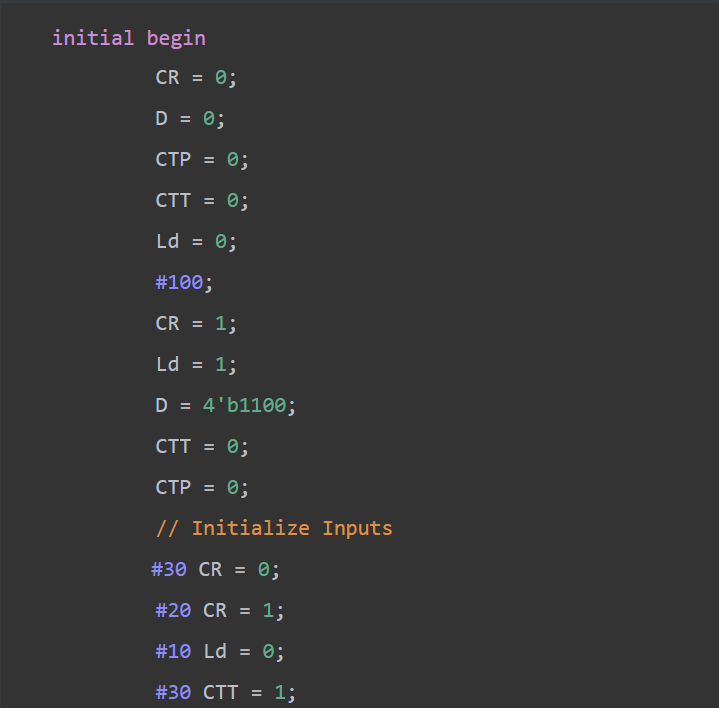 initial begin
CR = 0;
D = 0;
CTP = 0;
CTT = 0;
Ld = 0;
#100;
CR = 1;
Ld = 1;
D = 4'b1100;
CTT = 0;
CTP = 0;
// Initialize Inputs
#30 CR = 0;
#20 CR = 1;
#10 Ld = 0;
#30 CTT = 1;